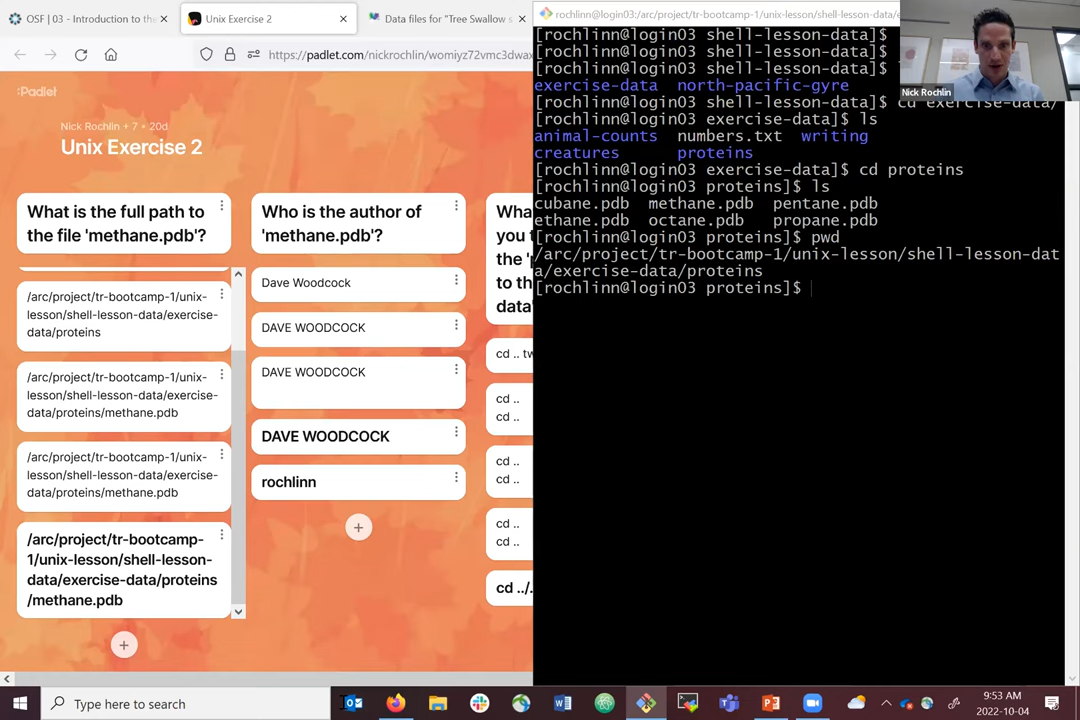 OSF | 03 - Introduction to the
Unix Exercise 2
Data files for "Tree Swallow s
rochlinn@login03:/arc/project/tr-bootcamp-1/unix-lesson/shell-lesson-data/e
https://padlet.com/nickrochlin/womiyz72vmc3dwax
:Padlet
Nick Rochlin + 7 • 20d
Unix Exercise 2
What is the full path to
the file 'methane.pdb'?
/arc/project/tr-bootcamp-1/unix-
lesson/shell-lesson-data/exercise-
data/proteins
/arc/project/tr-bootcamp-1/unix-
lesson/shell-lesson-data/exercise-
data/proteins/methane.pdb
/arc/project/tr-bootcamp-1/unix-
lesson/shell-lesson-data/exercise-
data/proteins/methane.pdb
/arc/project/tr-bootcamp-
1/unix-lesson/shell-lesson-
data/exercise-data/proteins
/methane.pdb
Who is the author of
'methane.pdb'?
Dave Woodcock
DAVE WOODCOCK
DAVE WOODCOCK
DAVE WOODCOCK
rochlinn
Wha
you t
the '
to th
data'
cd .. tw
cd ..
cd ..
cd ..
cd ..
cd ..
cd ..
cd ../.
[rochlinn@login03 shell-lesson-data]$
[rochlinn@login03 shell-lesson-data]$
[rochlinn@login03 shell-lesson-data]$
exercise-data north-pacific-gyre
[rochlinn@login03 shell-lesson-data]$ cd exercise-data/
[rochlinn@login03 exercise-data]$ ls
animal-counts numbers.txt writing
creatures proteins
[rochlinn@login03 exercise-data]$ cd proteins
[rochlinn@login03 proteins]$ ls
cubane.pdb methane.pdb pentane.pdb
ethane.pdb octane.pdb propane.pdb
[rochlinn@login03 proteins]$ pwd
/arc/project/tr-bootcamp-1/unix-lesson/shell-lesson-dat
a/exercise-data/proteins
[rochlinn@login03 proteins]$
Nick Rochlin
Type here to search
9:53 AM
2022-10-04